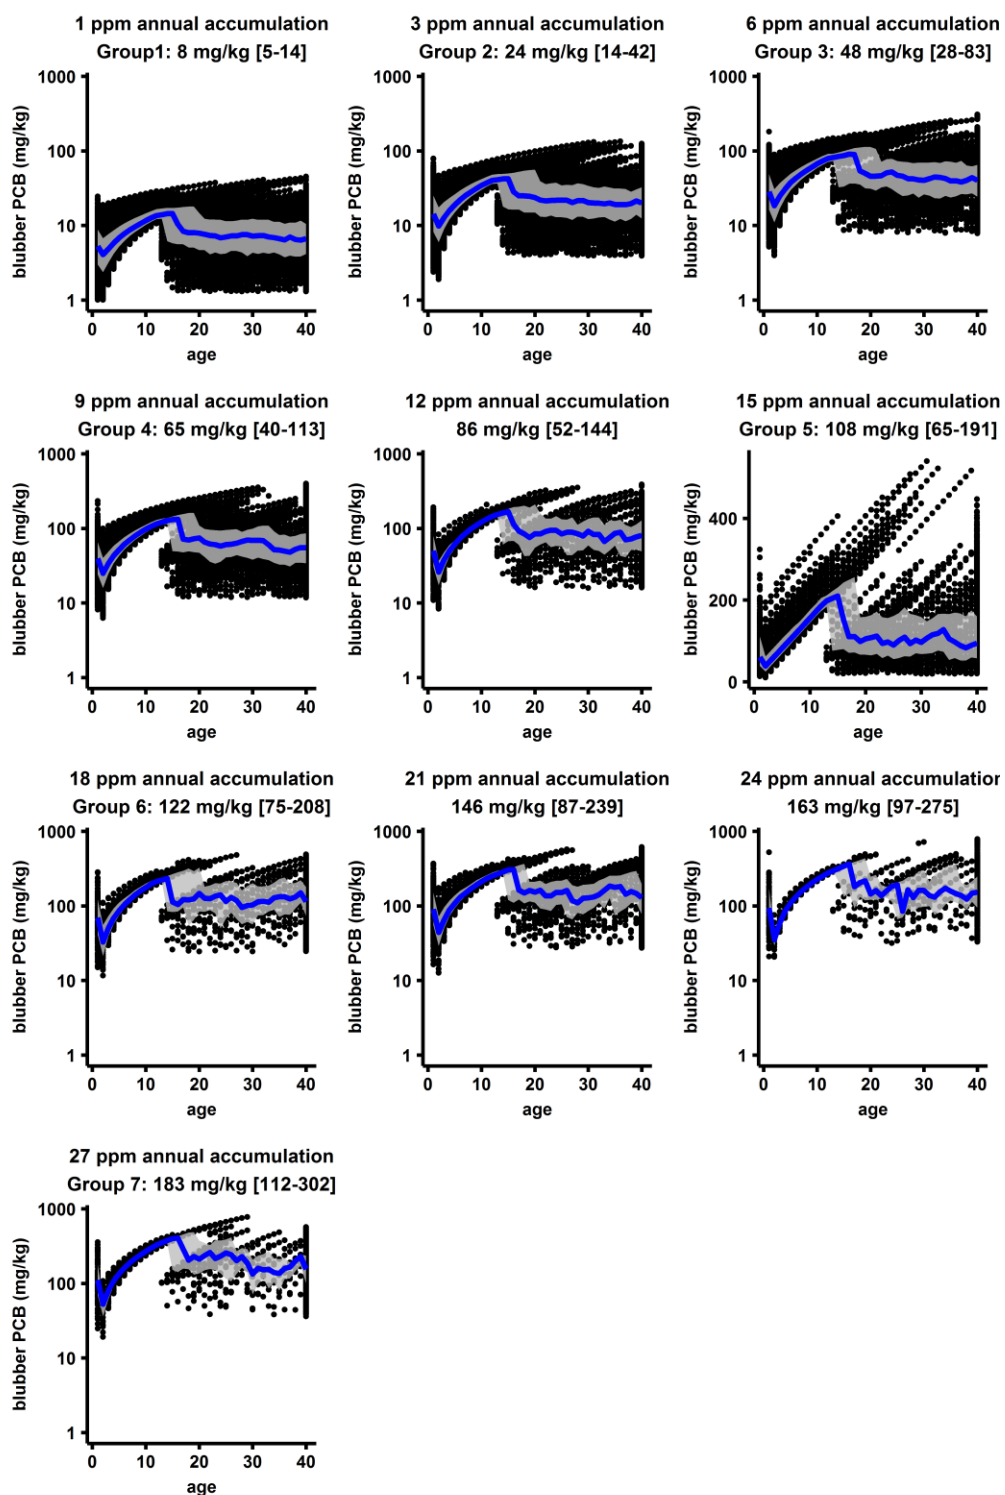 1 ppm annual accumulation
Group1: 8 mg/kg [5-14]
1000
100
10
1
blubber PCB (mg/kg)
0 10 20 30 40
age
3 ppm annual accumulation
Group 2: 24 mg/kg [14-42]
1000
100
10
1
blubber PCB (mg/kg)
0 10 20 30 40
age
6 ppm annual accumulation
Group 3: 48 mg/kg [28-83]
1000
100
10
1
blubber PCB (mg/kg)
0 10 20 30 40
age
9 ppm annual accumulation
Group 4: 65 mg/kg [40-113]
1000
100
10
1
blubber PCB (mg/kg)
0 10 20 30 40
age
12 ppm annual accumulation
86 mg/kg [52-144]
1000
100
10
1
blubber PCB (mg/kg)
0 10 20 30 40
age
15 ppm annual accumulation
Group 5: 108 mg/kg [65-191]
400
200
0
blubber PCB (mg/kg)
0 10 20 30 40
age
18 ppm annual accumulation
Group 6: 122 mg/kg [75-208]
1000
100
10
1
blubber PCB (mg/kg)
0 10 20 30 40
age
21 ppm annual accumulation
146 mg/kg [87-239]
1000
100
10
1
blubber PCB (mg/kg)
0 10 20 30 40
age
24 ppm annual accumulation
163 mg/kg [97-275]
1000
100
10
1
blubber PCB (mg/kg)
0 10 20 30 40
age
27 ppm annual accumulation
Group 7: 183 mg/kg [112-302]
1000
100
10
1
blubber PCB (mg/kg)
0 10 20 30 40
age